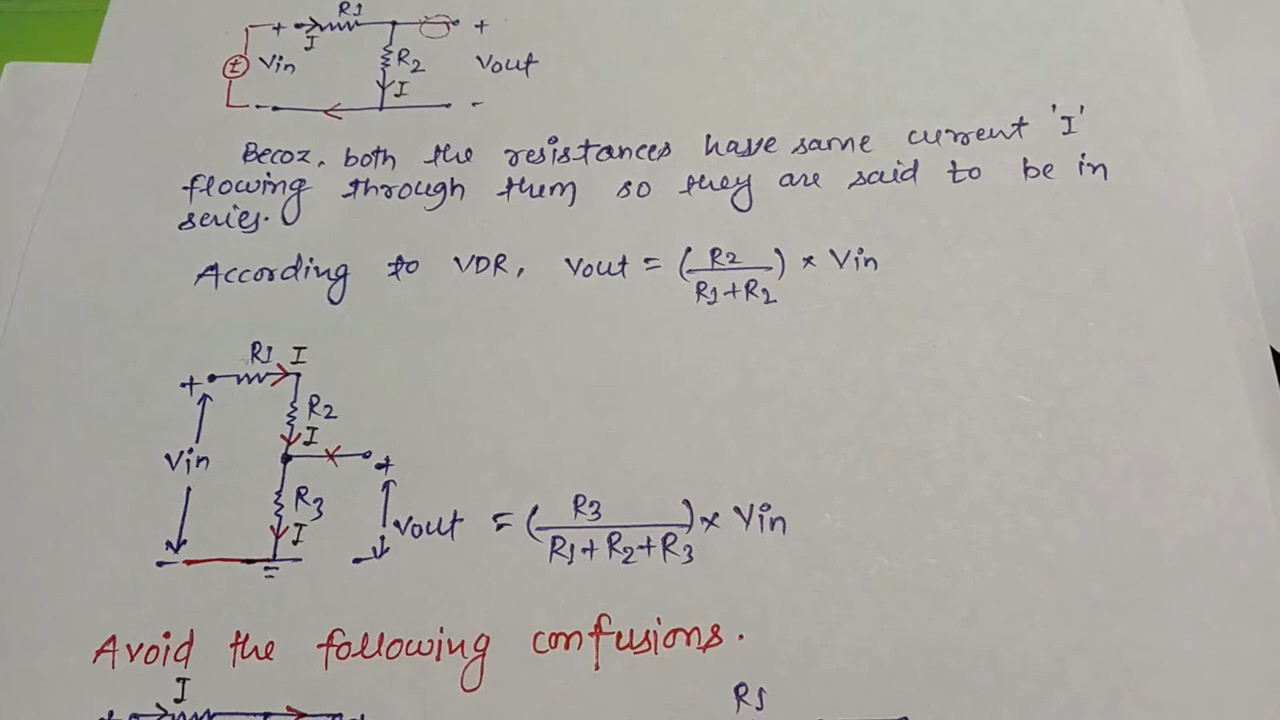 R1
+ I +
± Vin R2 Vout
I
- -
Becoz, both the resistances have same current 'I'
flowing through them so they are said to be in
series.
According to VDR, Vout = (R2/R1+R2) × Vin
R1 I
+
R2
I
Vin +
R3
I
Vout = (R3/R1+R2+R3) × Vin
- -
Avoid the following confusions.
I
R1